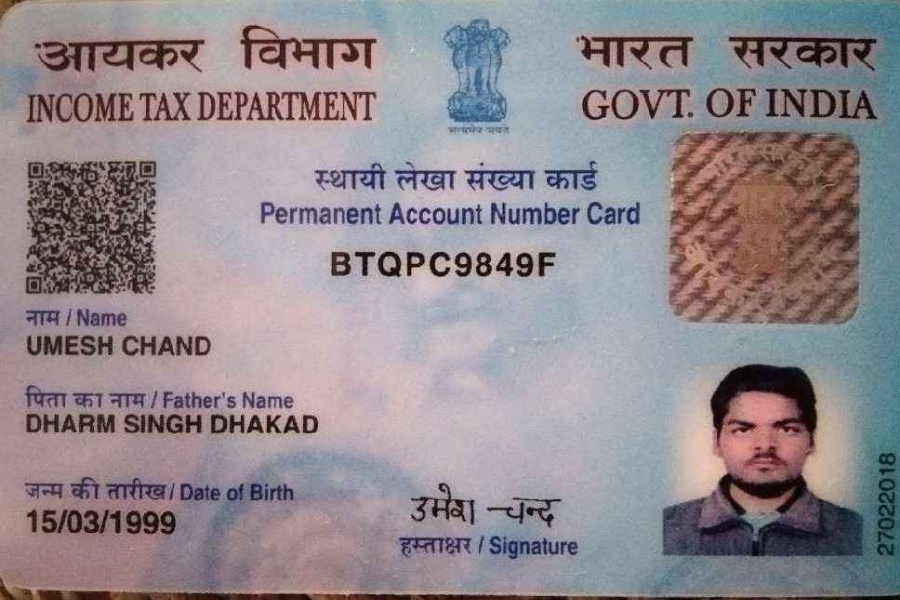 आयकर विभाग
INCOME TAX DEPARTMENT
सत्यमेव जयते
भारत सरकार
GOVT. OF INDIA
स्थायी लेखा संख्या कार्ड
Permanent Account Number Card
BTQPC9849F
नाम / Name
UMESH CHAND
पिता का नाम / Father's Name
DHARM SINGH DHAKAD
जन्म की तारीख / Date of Birth
15/03/1999
उमेश चन्द
हस्ताक्षर / Signature
27022018